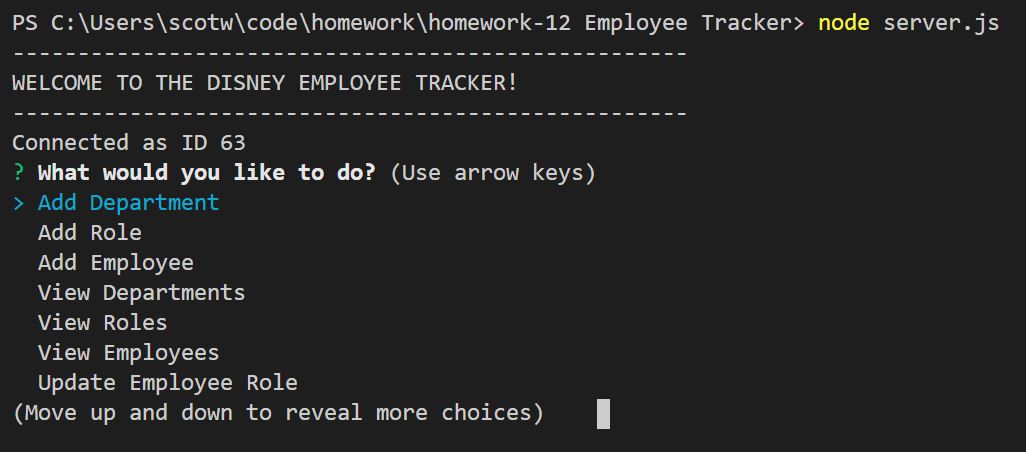 PS C:\Users\scotw\code\homework\homework-12 Employee Tracker> node server.js
----------------------------------------------------
WELCOME TO THE DISNEY EMPLOYEE TRACKER!
----------------------------------------------------
Connected as ID 63
? What would you like to do? (Use arrow keys)
> Add Department
  Add Role
  Add Employee
  View Departments
  View Roles
  View Employees
  Update Employee Role
(Move up and down to reveal more choices)